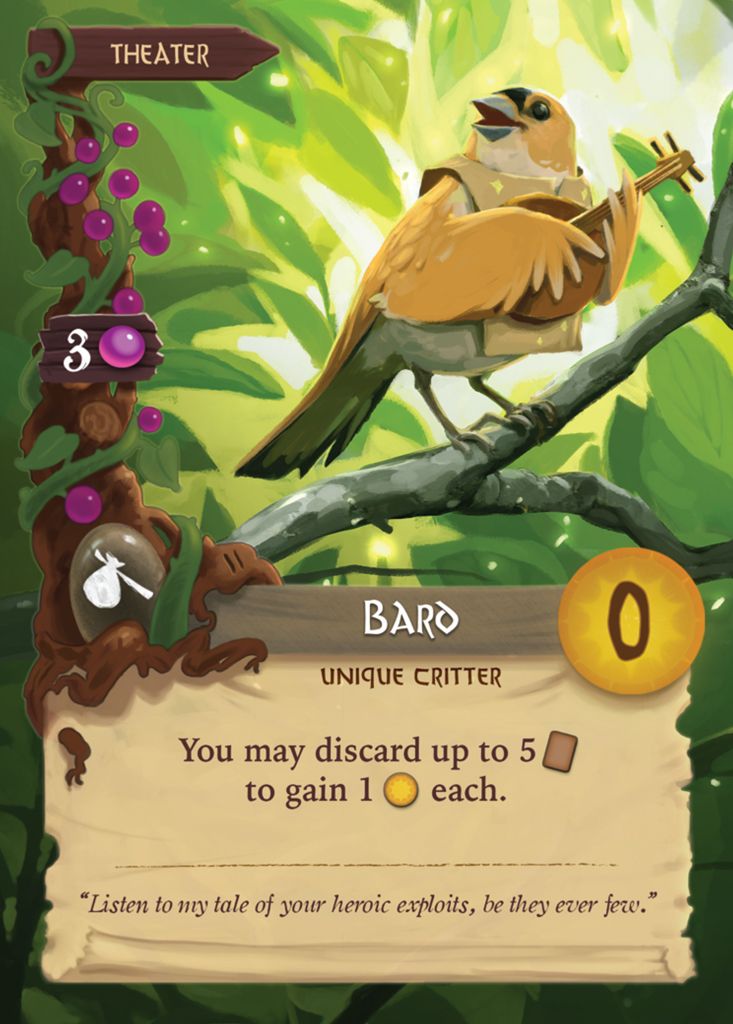 THEATER
3
BARD
0
UNIQUE CRITTER
You may discard up to 5
to gain 1 each.
"Listen to my tale of your heroic exploits, be they ever few."